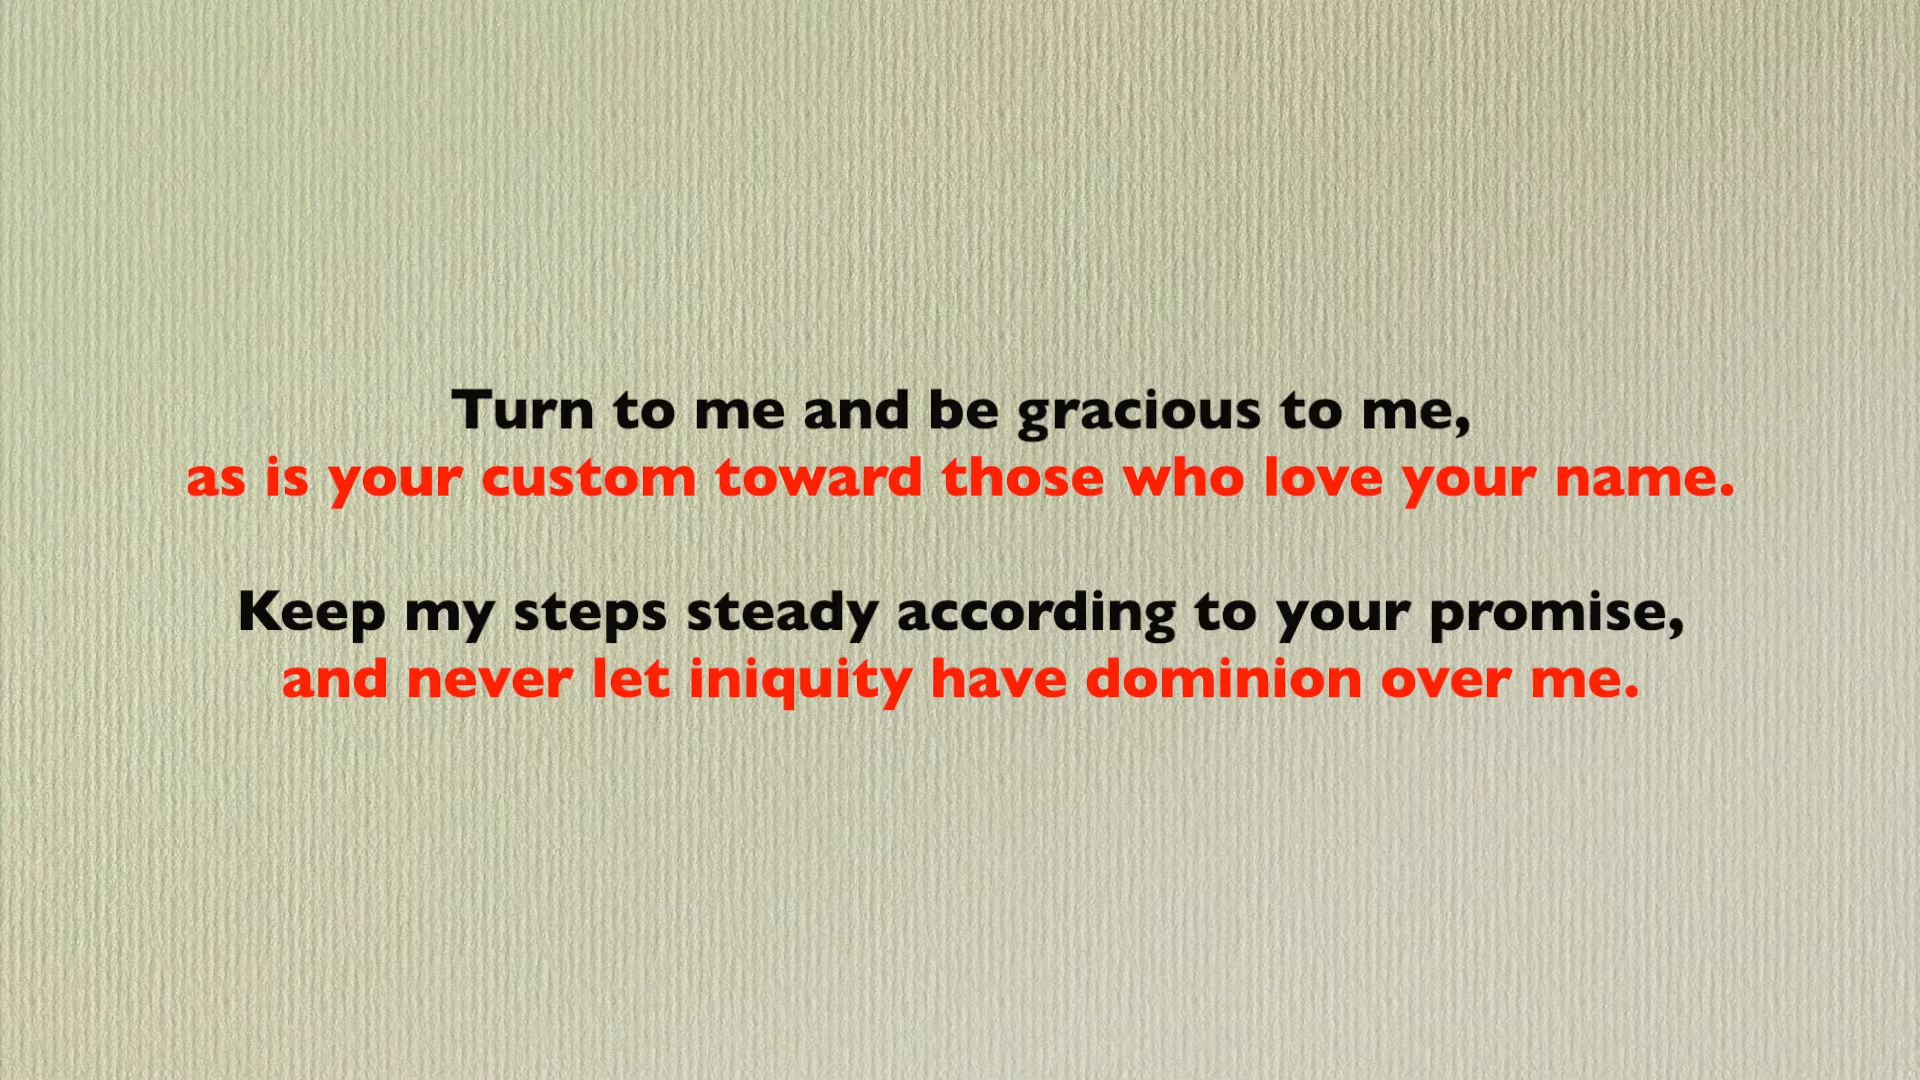 Turn to me and be gracious to me,
as is your custom toward those who love your name.
Keep my steps steady according to your promise,
and never let iniquity have dominion over me.